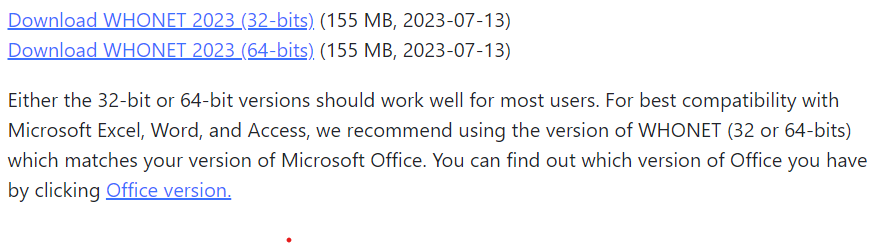 Download WHONET 2023 (32-bits) (155 MB, 2023-07-13)
Download WHONET 2023 (64-bits) (155 MB, 2023-07-13)
Either the 32-bit or 64-bit versions should work well for most users. For best compatibility with
Microsoft Excel, Word, and Access, we recommend using the version of WHONET (32 or 64-bits)
which matches your version of Microsoft Office. You can find out which version of Office you have
by clicking Office version.